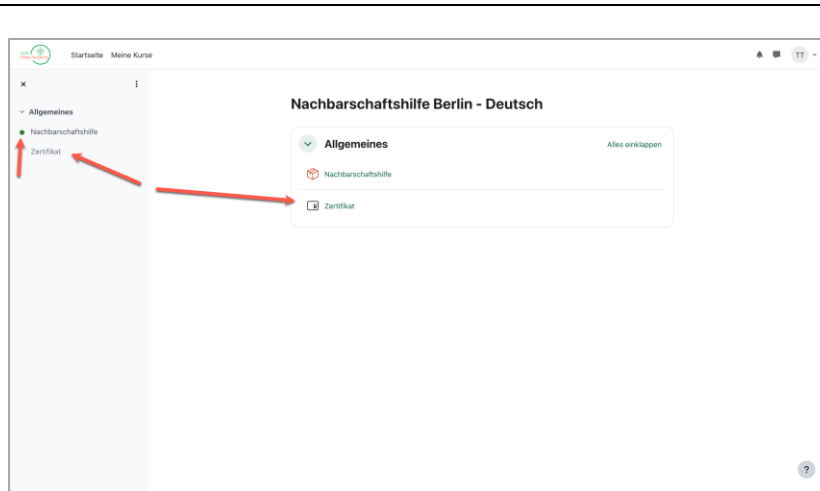 Startseite Meine Kurse
TT
Allgemeines
Nachbarschaftshilfe
Zertifikat
Nachbarschaftshilfe Berlin - Deutsch
Allgemeines
Alles einklappen
Nachbarschaftshilfe
Zertifikat
?